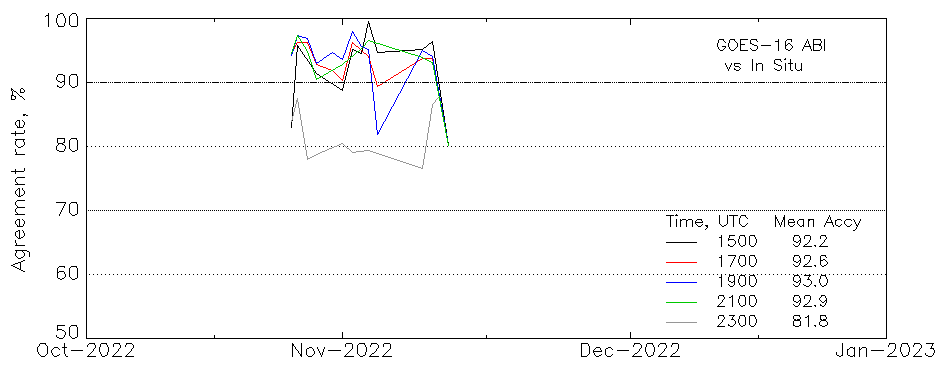 100
90
80
70
60
50
Agreement rate, %
GOES-16 ABI
vs In Situ
Time, UTC Mean Accy
1500 92.2
1700 92.6
1900 93.0
2100 92.9
2300 81.8
Oct-2022 Nov-2022 Dec-2022 Jan-2023